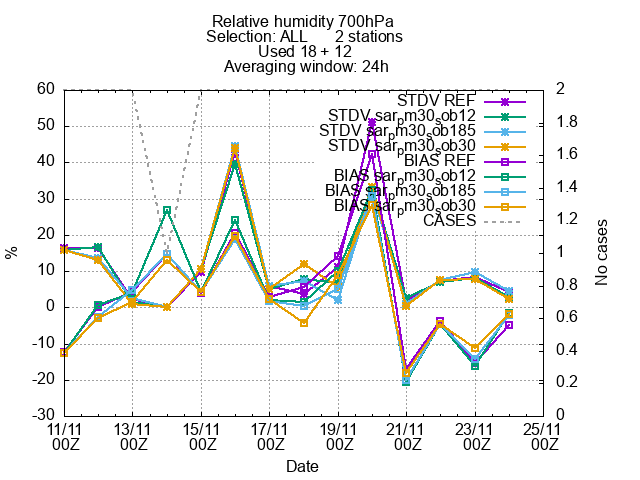 Relative humidity 700hPa
Selection: ALL 2 stations
Used 18 + 12
Averaging window: 24h
STDV REF
STDV sar_pm30_sob12
STDV sar_pm30_sob185
STDV sar_pm30_sob30
BIAS REF
BIAS sar_pm30_sob12
BIAS sar_pm30_sob185
BIAS sar_pm30_sob30
CASES
60
50
40
30
20
10
0
-10
-20
-30
%
2
1.8
1.6
1.4
1.2
1
0.8
0.6
0.4
0.2
0
No cases
11/11 13/11 15/11 17/11 19/11 21/11 23/11 25/11
00Z 00Z 00Z 00Z 00Z 00Z 00Z 00Z
Date